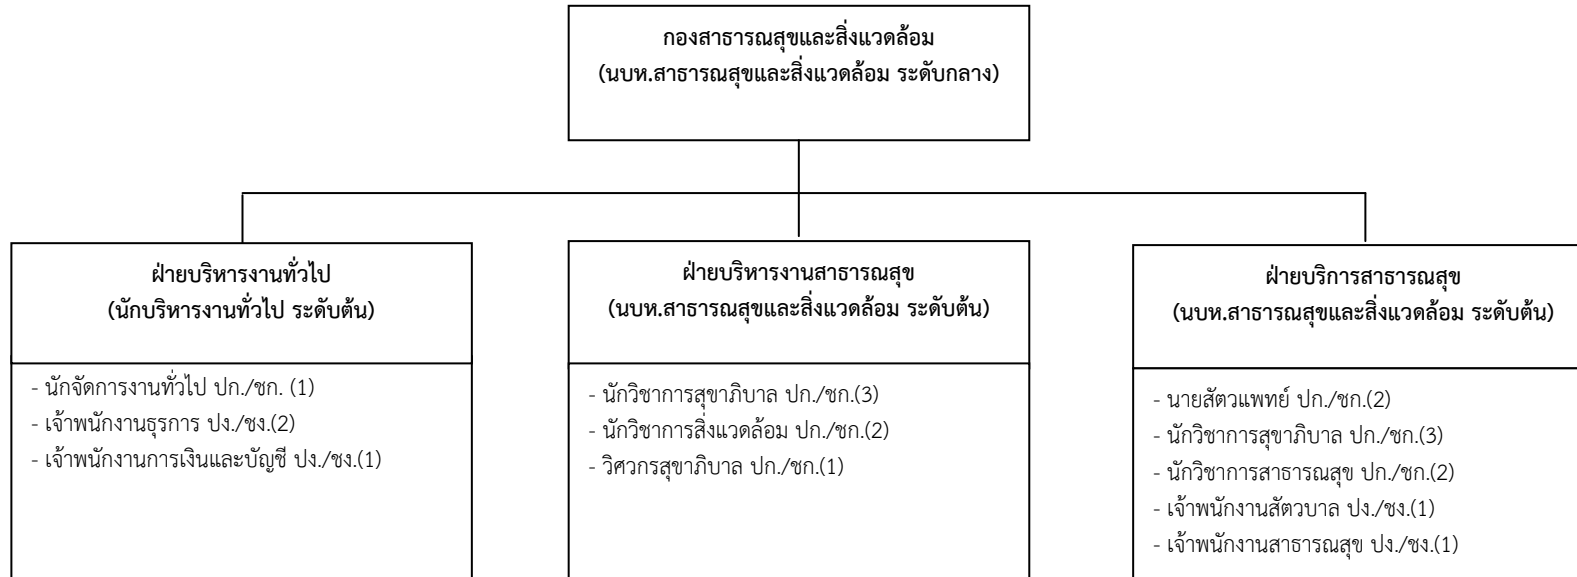 กองสาธารณสุขและสิ่งแวดล้อม
(นบห.สาธารณสุขและสิ่งแวดล้อม ระดับกลาง)
ฝ่ายบริหารงานทั่วไป
(นักบริหารงานทั่วไป ระดับต้น)
- นักจัดการงานทั่วไป ปก./ชก. (1)
- เจ้าพนักงานธุรการ ปง./ชง.(2)
- เจ้าพนักงานการเงินและบัญชี ปง./ชง.(1)
ฝ่ายบริหารงานสาธารณสุข
(นบห.สาธารณสุขและสิ่งแวดล้อม ระดับต้น)
- นักวิชาการสุขาภิบาล ปก./ชก.(3)
- นักวิชาการสิ่งแวดล้อม ปก./ชก.(2)
- วิศวกรสุขาภิบาล ปก./ชก.(1)
ฝ่ายบริการสาธารณสุข
(นบห.สาธารณสุขและสิ่งแวดล้อม ระดับต้น)
- นายสัตวแพทย์ ปก./ชก.(2)
- นักวิชาการสุขาภิบาล ปก./ชก.(3)
- นักวิชาการสาธารณสุข ปก./ชก.(2)
- เจ้าพนักงานสัตวบาล ปง./ชง.(1)
- เจ้าพนักงานสาธารณสุข ปง./ชง.(1)